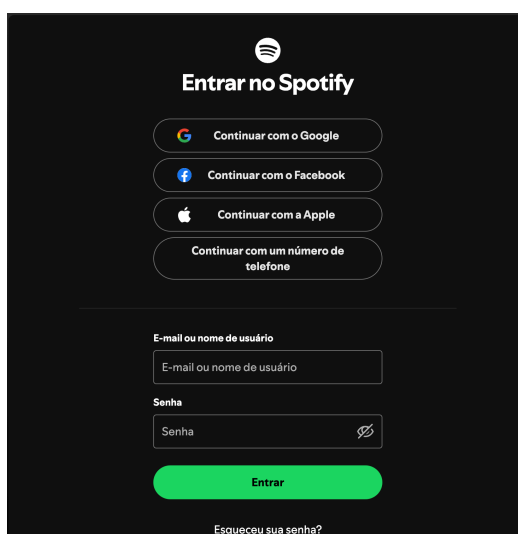 Entrar no Spotify
Continuar com o Google
Continuar com o Facebook
Continuar com a Apple
Continuar com um número de
telefone
E-mail ou nome de usuário
E-mail ou nome de usuário
Senha
Senha
Entrar
Esqueceu sua senha?